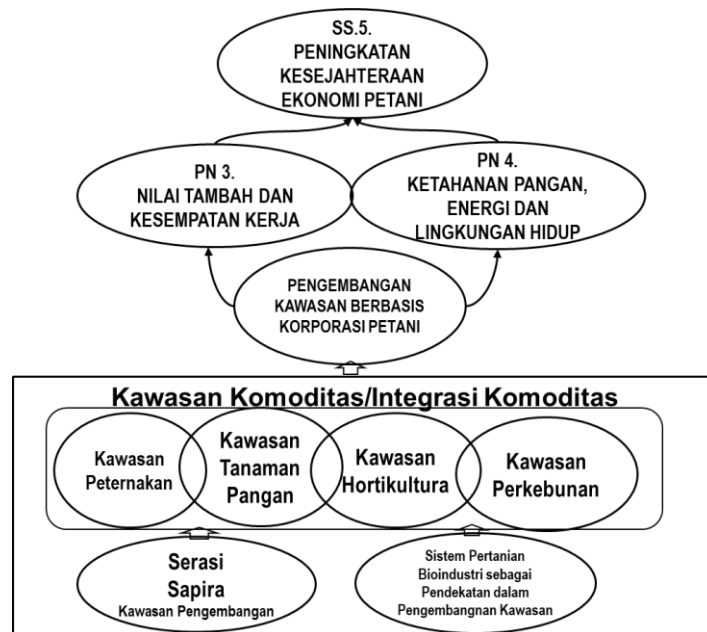 SS.5.
PENINGKATAN
KESEJAHTERAAN
EKONOMI PETANI
PN 3.
NILAI TAMBAH DAN
KESEMPATAN KERJA
PN 4.
KETAHANAN PANGAN,
ENERGI DAN
LINGKUNGAN HIDUP
PENGEMBANGAN
KAWASAN BERBASIS
KORPORASI PETANI
Kawasan Komoditas/Integrasi Komoditas
Kawasan
Peternakan
Kawasan
Tanaman
Pangan
Kawasan
Hortikultura
Kawasan
Perkebunan
Serasi
Sapira
Kawasan Pengembangan
Sistem Pertanian
Bioindustri sebagai
Pendekatan dalam
Pengembangnan Kawasan